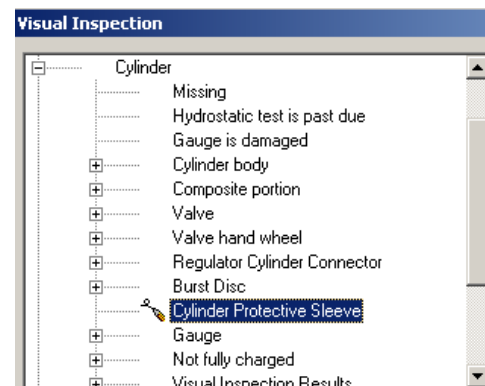 Visual Inspection
Cylinder
Missing
Hydrostatic test is past due
Gauge is damaged
Cylinder body
Composite portion
Valve
Valve hand wheel
Regulator Cylinder Connector
Burst Disc
Cylinder Protective Sleeve
Gauge
Not fully charged
Visual Inspection Results